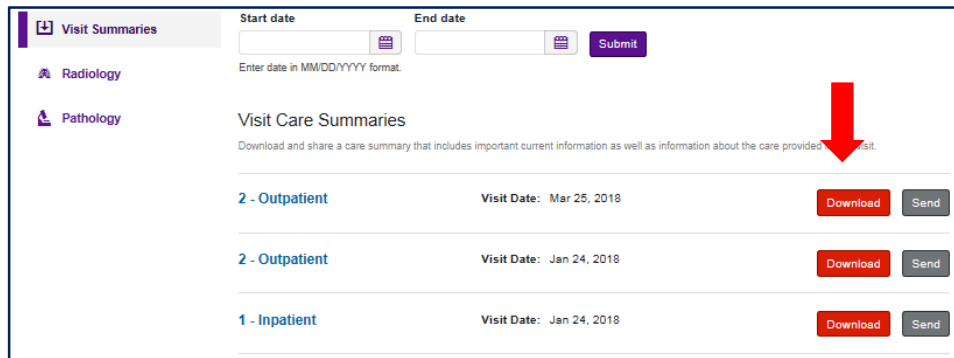 Visit Summaries
Radiology
Pathology
Start date End date
Submit
Enter date in MM/DD/YYYY format.
Visit Care Summaries
Download and share a care summary that includes important current information as well as information about the care provided visit.
2 - Outpatient Visit Date: Mar 25, 2018 Download Send
2 - Outpatient Visit Date: Jan 24, 2018 Download Send
1 - Inpatient Visit Date: Jan 24, 2018 Download Send